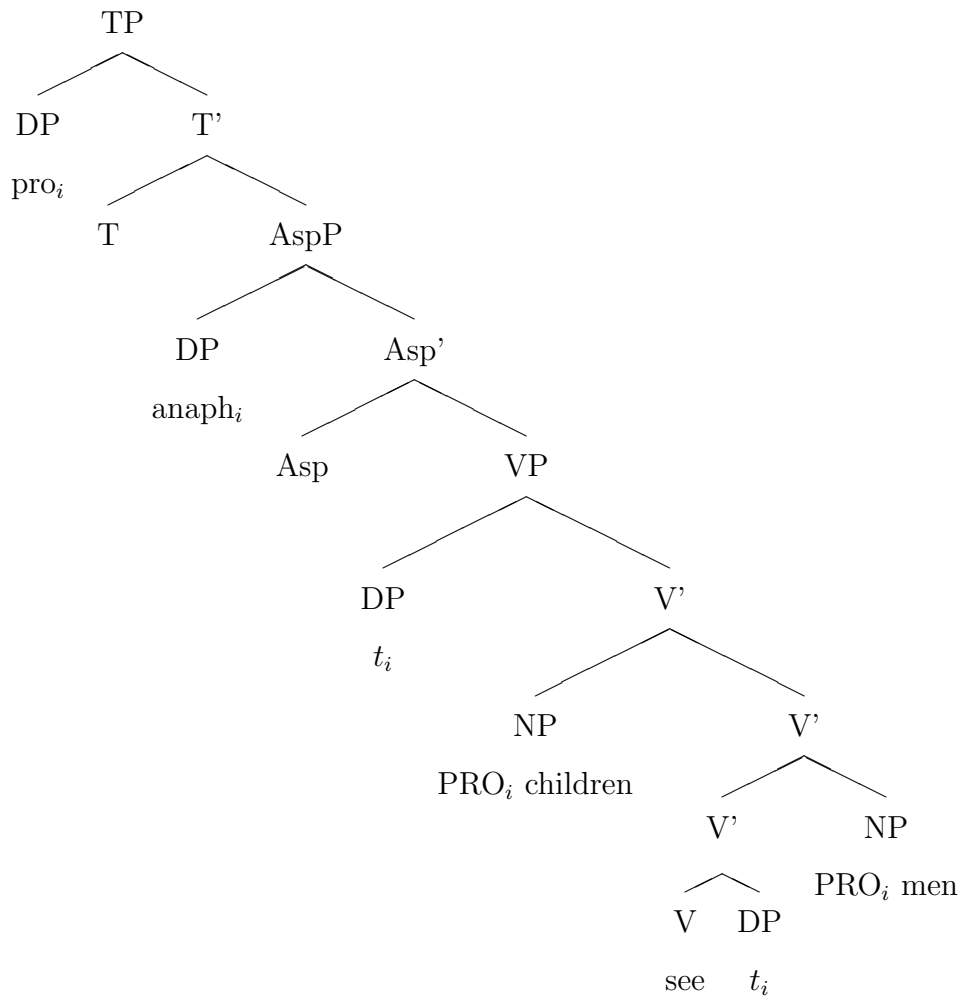 TP
DP T’
pro_i
T AspP
DP Asp’
anaph_i
Asp VP
DP V’
t_i
NP V’
PRO_i children
V’ NP
PRO_i men
V DP
see t_i